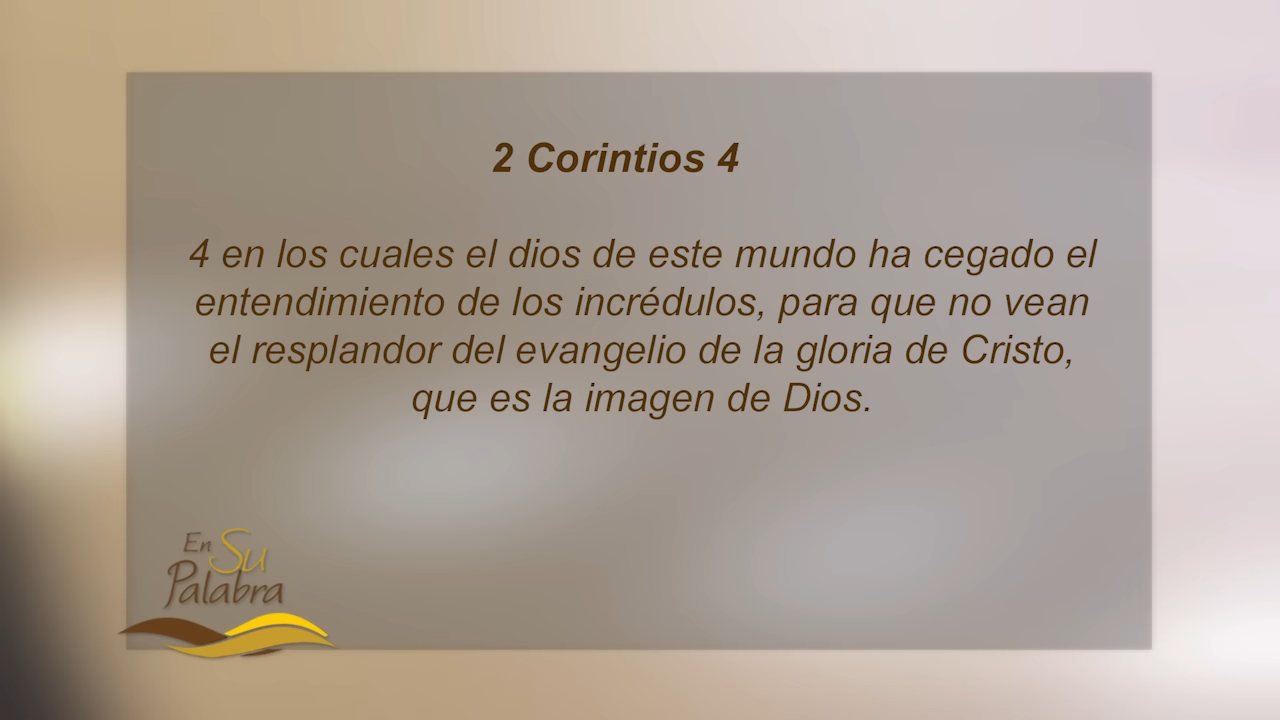 2 Corintios 4
4 en los cuales el dios de este mundo ha cegado el
entendimiento de los incrédulos, para que no vean
el resplandor del evangelio de la gloria de Cristo,
que es la imagen de Dios.
En Su
Palabra